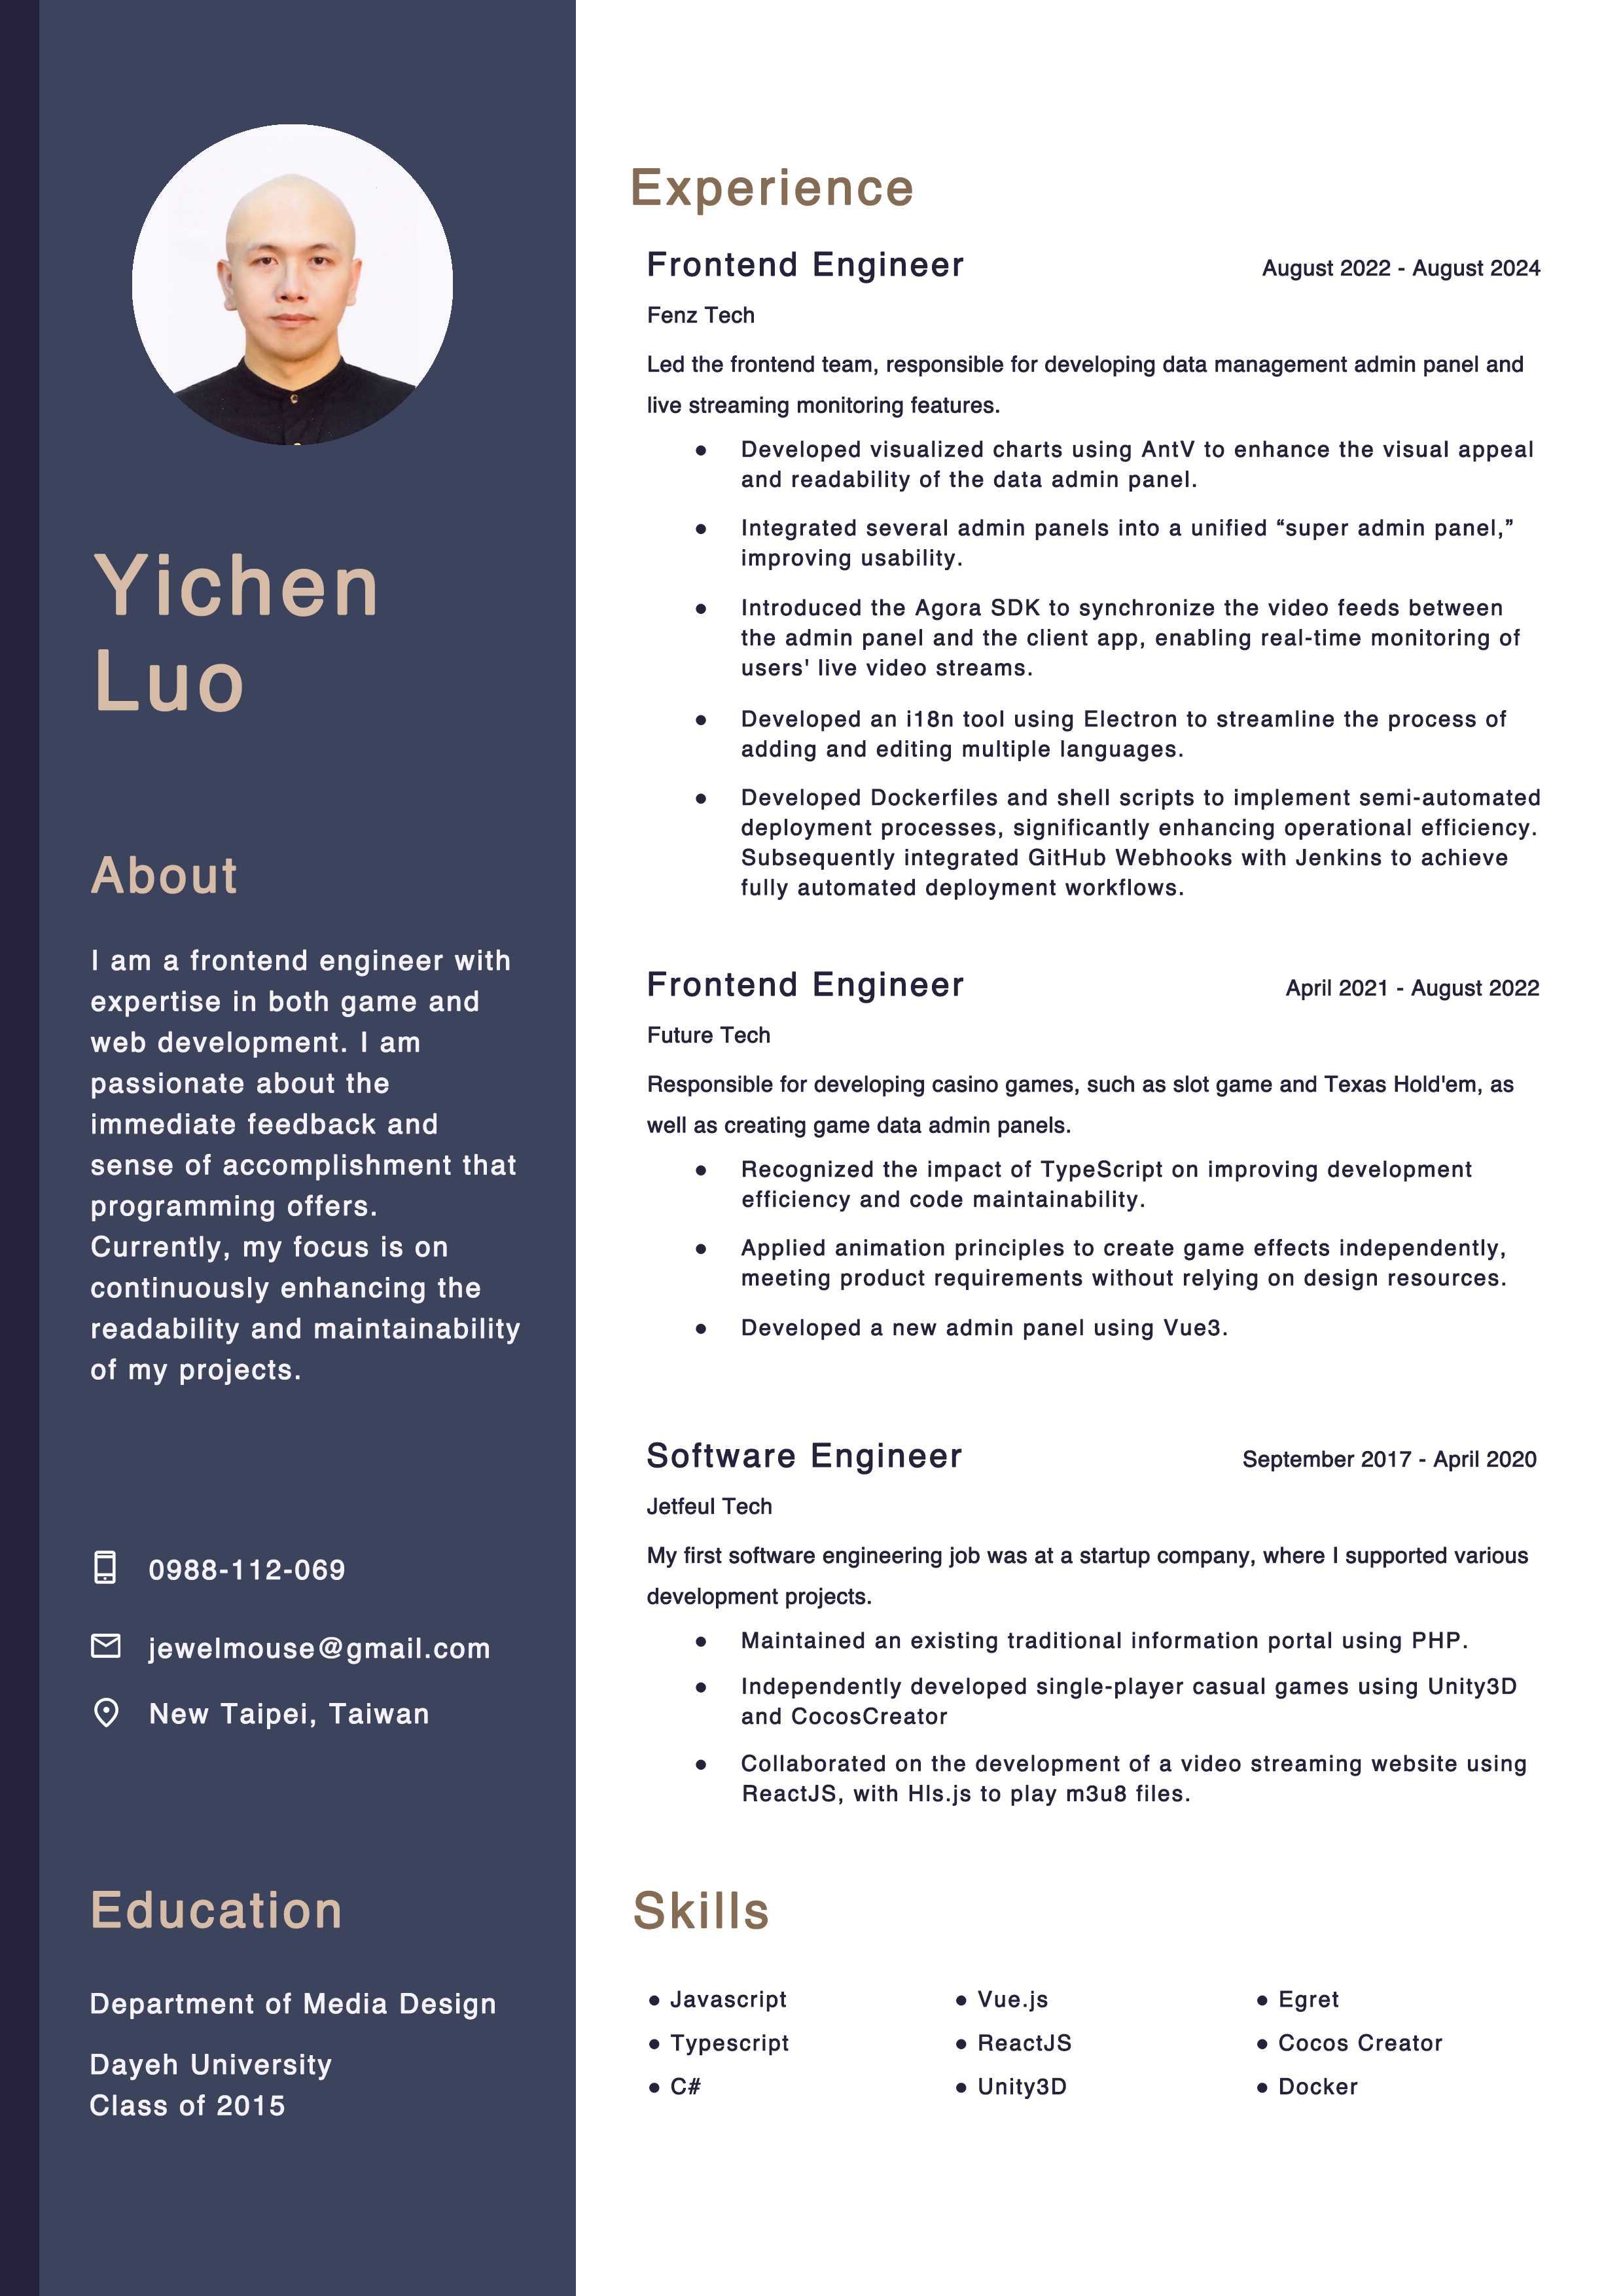 Yichen
Luo
About
I am a frontend engineer with
expertise in both game and
web development. I am
passionate about the
immediate feedback and
sense of accomplishment that
programming offers.
Currently, my focus is on
continuously enhancing the
readability and maintainability
of my projects.
0988-112-069
jewelmouse@gmail.com
New Taipei, Taiwan
Education
Department of Media Design
Dayeh University
Class of 2015
Experience
Frontend Engineer
August 2022 - August 2024
Fenz Tech
Led the frontend team, responsible for developing data management admin panel and
live streaming monitoring features.
● Developed visualized charts using AntV to enhance the visual appeal
and readability of the data admin panel.
● Integrated several admin panels into a unified “super admin panel,”
improving usability.
● Introduced the Agora SDK to synchronize the video feeds between
the admin panel and the client app, enabling real-time monitoring of
users' live video streams.
● Developed an i18n tool using Electron to streamline the process of
adding and editing multiple languages.
● Developed Dockerfiles and shell scripts to implement semi-automated
deployment processes, significantly enhancing operational efficiency.
Subsequently integrated GitHub Webhooks with Jenkins to achieve
fully automated deployment workflows.
Frontend Engineer
April 2021 - August 2022
Future Tech
Responsible for developing casino games, such as slot game and Texas Hold'em, as
well as creating game data admin panels.
● Recognized the impact of TypeScript on improving development
efficiency and code maintainability.
● Applied animation principles to create game effects independently,
meeting product requirements without relying on design resources.
● Developed a new admin panel using Vue3.
Software Engineer
September 2017 - April 2020
Jetfeul Tech
My first software engineering job was at a startup company, where I supported various
development projects.
● Maintained an existing traditional information portal using PHP.
● Independently developed single-player casual games using Unity3D
and CocosCreator
● Collaborated on the development of a video streaming website using
ReactJS, with Hls.js to play m3u8 files.
Skills
● Javascript
● Typescript
● C#
● Vue.js
● ReactJS
● Unity3D
● Egret
● Cocos Creator
● Docker